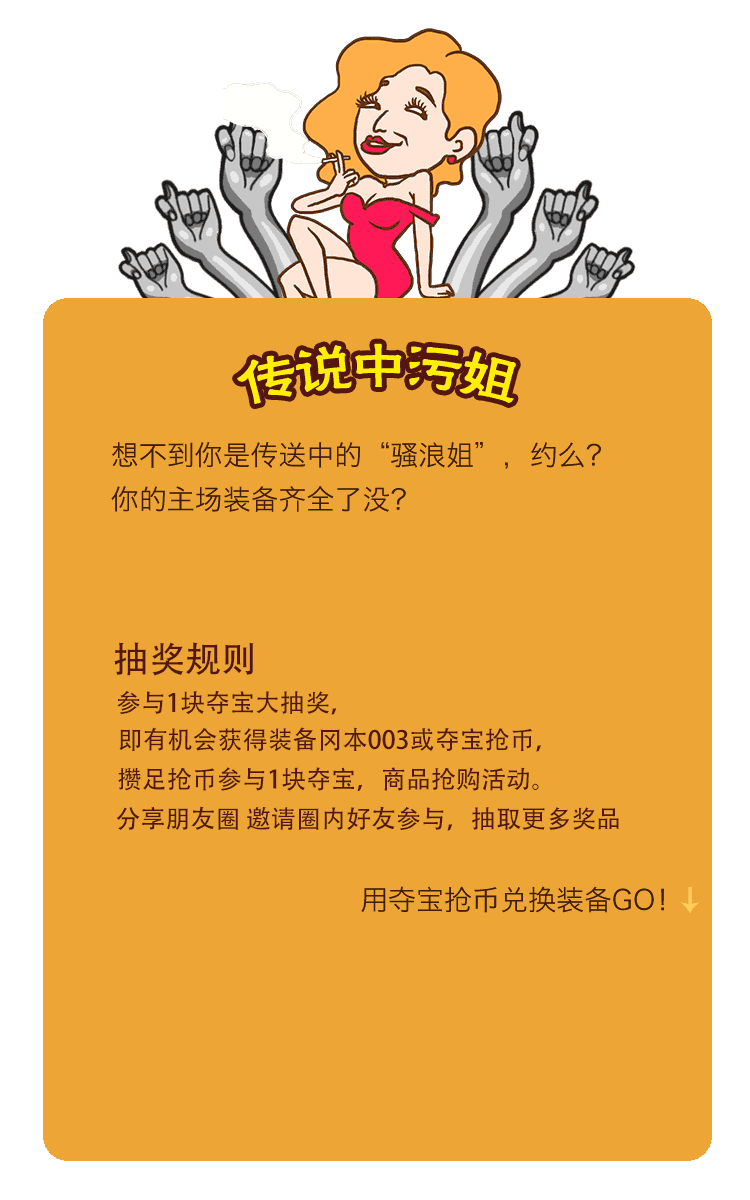 传说中污姐
想不到你是传送中的“骚浪姐”，约么？
你的主场装备齐全了没？
抽奖规则
参与1块夺宝大抽奖,
即有机会获得装备冈本003或夺宝抢币,
攒足抢币参与1块夺宝，商品抢购活动。
分享朋友圈 邀请圈内好友参与，抽取更多奖品
用夺宝抢币兑换装备GO！↓